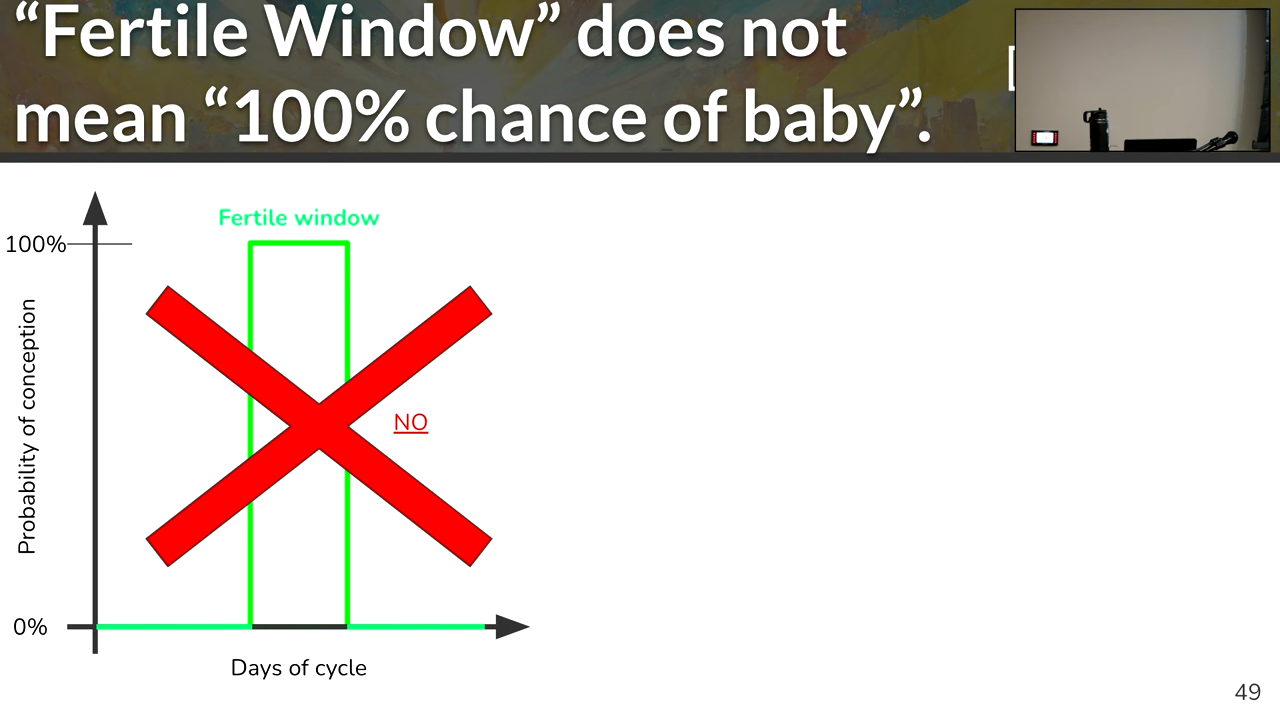 “Fertile Window” does not
mean “100% chance of baby”.
Fertile window
100%
Probability of conception
NO
0%
Days of cycle
49